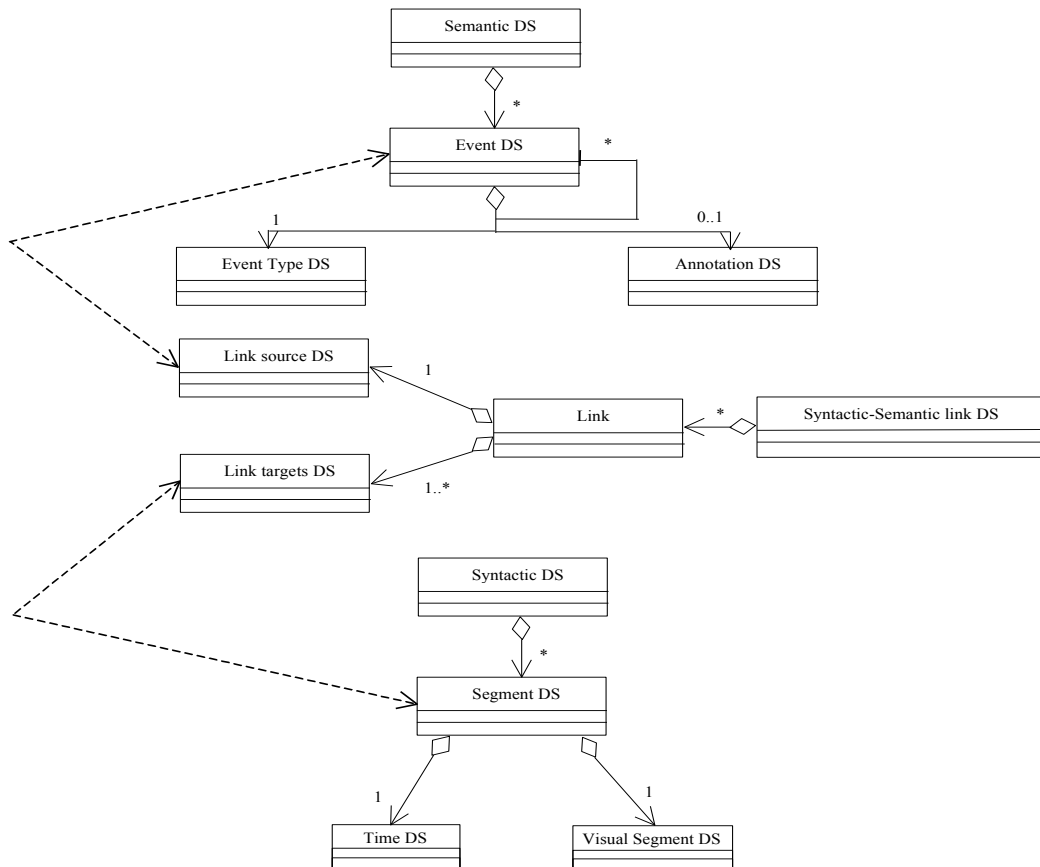 Semantic DS
*
Event DS
*
1
0..1
Event Type DS
Annotation DS
Link source DS
1
Link
*
Syntactic-Semantic link DS
Link targets DS
1..*
Syntactic DS
*
Segment DS
1
1
Time DS
Visual Segment DS